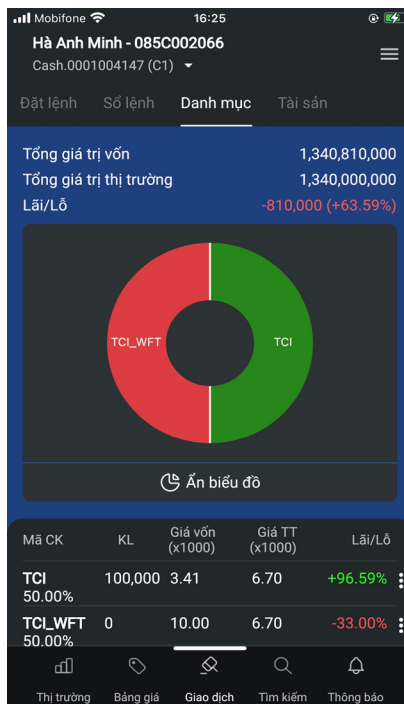 Mobifone 16:25
Hà Anh Minh - 085C002066
Cash.0001004147 (C1)
Đặt lệnh Sổ lệnh Danh mục Tài sản
Tổng giá trị vốn 1,340,810,000
Tổng giá trị thị trường 1,340,000,000
Lãi/Lỗ -810,000 (+63.59%)
TCI_WFT TCI
Ẩn biểu đồ
Mã CK KL Giá vốn (x1000) Giá TT (x1000) Lãi/Lỗ
TCI 100,000 3.41 6.70 +96.59%
50.00%
TCI_WFT 0 10.00 6.70 -33.00%
50.00%
Thị trường Bảng giá Giao dịch Tìm kiếm Thông báo